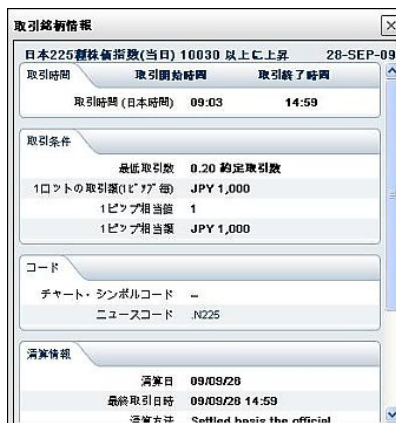 取引銘柄情報
日本225種株価指数(当日) 10030 以上に上昇 28-SEP-09
取引時間 取引開始時間 取引終了時間
取引時間 (日本時間) 09:03 14:59
取引条件
最低取引数 0.20 約定取引数
1ロットの取引額(1ピップ毎) JPY 1,000
1ピップ相当値 1
1ピップ相当額 JPY 1,000
コード
チャート・シンボルコード --
ニュースコード .N225
清算情報
清算日 09/09/28
最終取引日時 09/09/28 14:59
清算方法 Settled basis the official